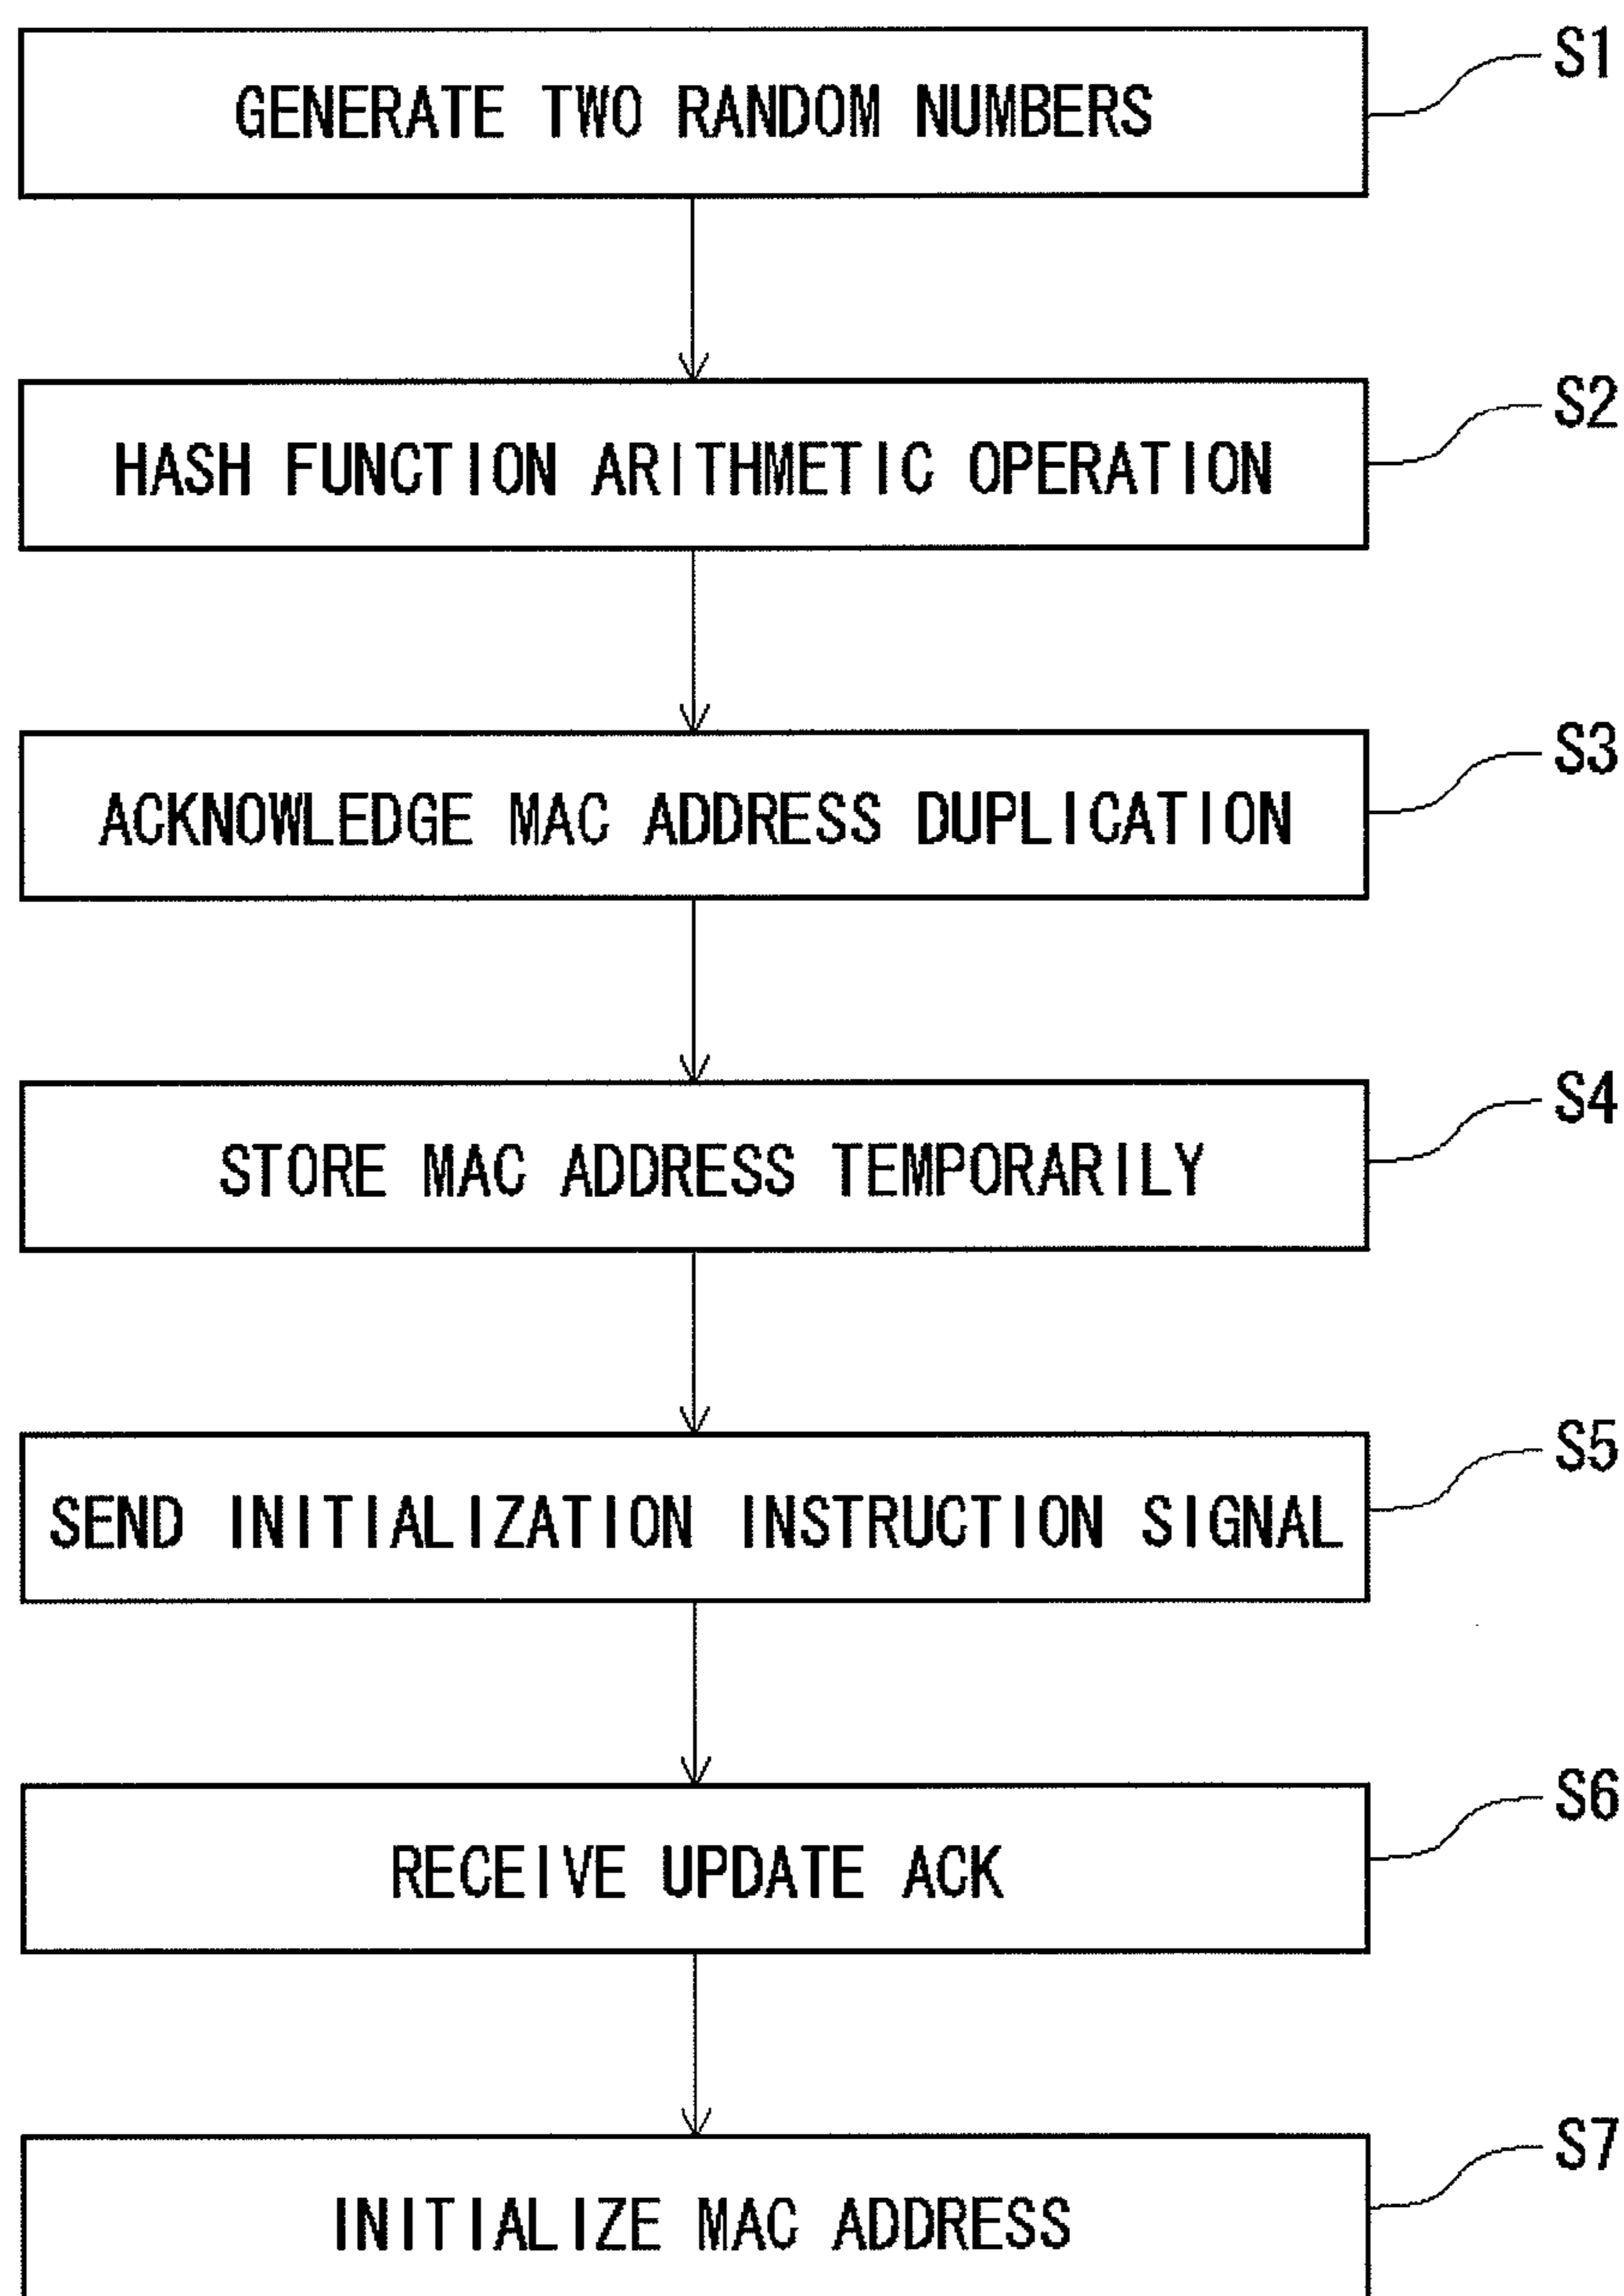 GENERATE TWO RANDOM NUMBERS
S1
HASH FUNCTION ARITHMETIC OPERATION
S2
ACKNOWLEDGE MAC ADDRESS DUPLICATION
S3
STORE MAC ADDRESS TEMPORARILY
S4
SEND INITIALIZATION INSTRUCTION SIGNAL
S5
RECEIVE UPDATE ACK
S6
INITIALIZE MAC ADDRESS
S7